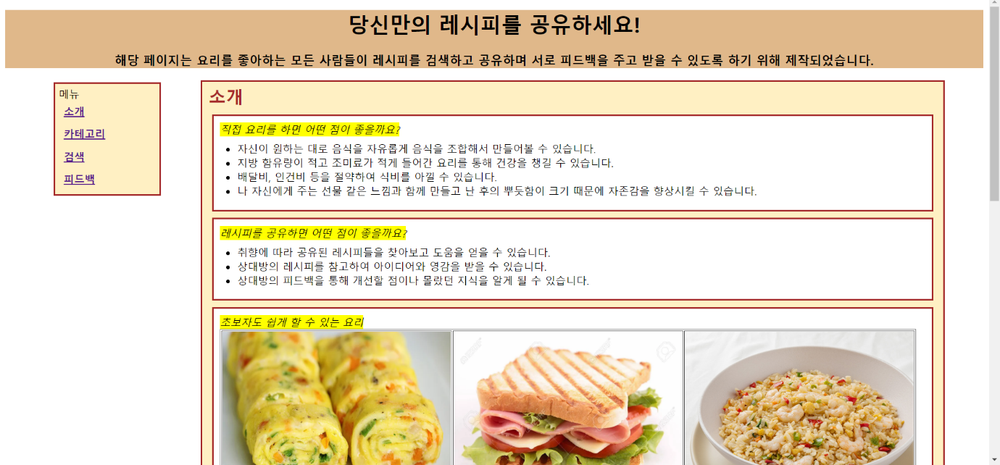 당신만의 레시피를 공유하세요!
해당 페이지는 요리를 좋아하는 모든 사람들이 레시피를 검색하고 공유하며 서로 피드백을 주고 받을 수 있도록 하기 위해 제작되었습니다.
메뉴
소개
카테고리
검색
피드백
소개
직접 요리를 하면 어떤 점이 좋을까요?
자신이 원하는 대로 음식을 자유롭게 음식을 조합해서 만들어볼 수 있습니다.
지방 함유량이 적고 조미료가 적게 들어간 요리를 통해 건강을 챙길 수 있습니다.
배달비, 인건비 등을 절약하여 식비를 아낄 수 있습니다.
나 자신에게 주는 선물 같은 느낌과 함께 만들고 난 후의 뿌듯함이 크기 때문에 자존감을 향상시킬 수 있습니다.
레시피를 공유하면 어떤 점이 좋을까요?
취향에 따라 공유된 레시피들을 찾아보고 도움을 얻을 수 있습니다.
상대방의 레시피를 참고하여 아이디어와 영감을 받을 수 있습니다.
상대방의 피드백을 통해 개선할 점이나 몰랐던 지식을 알게 될 수 있습니다.
초보자도 쉽게 할 수 있는 요리